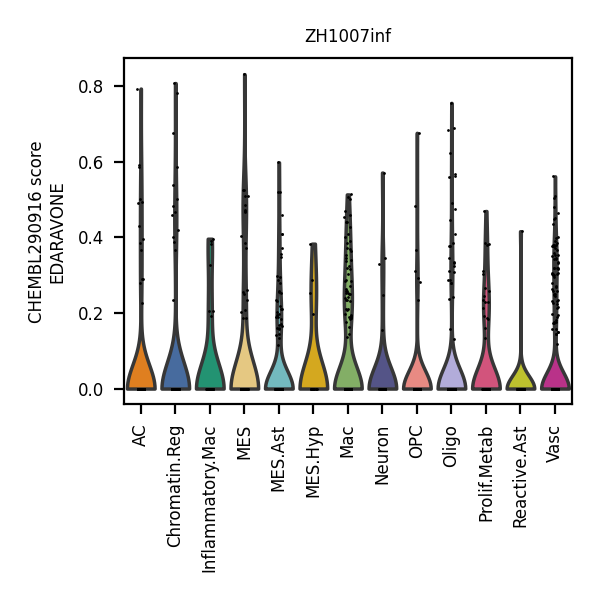 ZH1007inf
CHEMBL290916 score
EDARAVONE
0.8
0.6
0.4
0.2
0.0
AC
Chromatin.Reg
Inflammatory.Mac
MES
MES.Ast
MES.Hyp
Mac
Neuron
OPC
Oligo
Prolif.Metab
Reactive.Ast
Vasc